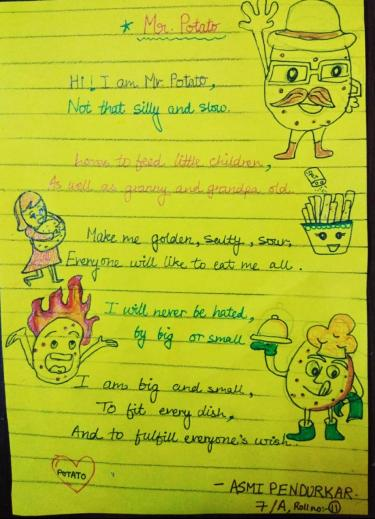 * Mr. Potato
Hi! I am Mr. Potato,
Not that silly and slow.
to feed little children,
As well as granny and grandpa old.
Make me golden, salty, sour,
Everyone will like to eat me all.
I will never be hated,
by big or small
I am big and small,
To fit every dish,
And to fulfill everyone's wish.
POTATO
- ASMI PENDURKAR.
7/A, Roll no:- 11